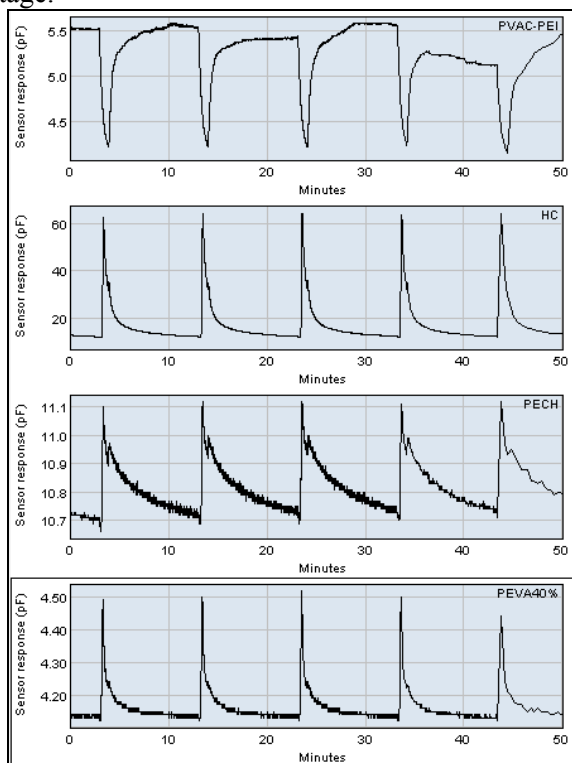 tage.
PVAC-PEI
Sensor response (pF)
5.5
5.0
4.5
0 10 20 30 40 50
Minutes
HC
Sensor response (pF)
60
40
20
0 10 20 30 40 50
Minutes
PECH
Sensor response (pF)
11.1
11.0
10.9
10.8
10.7
0 10 20 30 40 50
Minutes
PEVA40%
Sensor response (pF)
4.50
4.40
4.30
4.20
0 10 20 30 40 50
Minutes